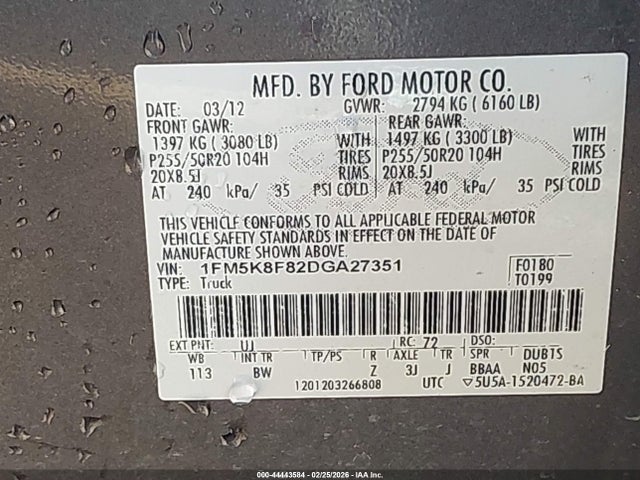 MFD. BY FORD MOTOR CO.
DATE: 03/12 GVWR: 2794 KG ( 6160 LB)
FRONT GAWR: REAR GAWR:
1397 KG ( 3080 LB) WITH 1497 KG ( 3300 LB) WITH
P255/50R20 104H TIRES P255/50R20 104H TIRES
20X8.5J RIMS 20X8.5J RIMS
AT 240 kPa/ 35 PSI COLD AT 240 kPa/ 35 PSI COLD
THIS VEHICLE CONFORMS TO ALL APPLICABLE FEDERAL MOTOR
VEHICLE SAFETY STANDARDS IN EFFECT ON THE DATE OF
MANUFACTURE SHOWN ABOVE.
VIN: 1FM5K8F82DGA27351 F0180
TYPE: Truck T0199
EXT PNT: UJ RC: 72 DSO:
WB INT TR TP/PS R AXLE TR SPR DUB1S
113 BW Z 3J J BBAA N05
1201203266808 UTC ▽5U5A-1520472-BA
000-44443584 - 02/25/2026 - IAA Inc.